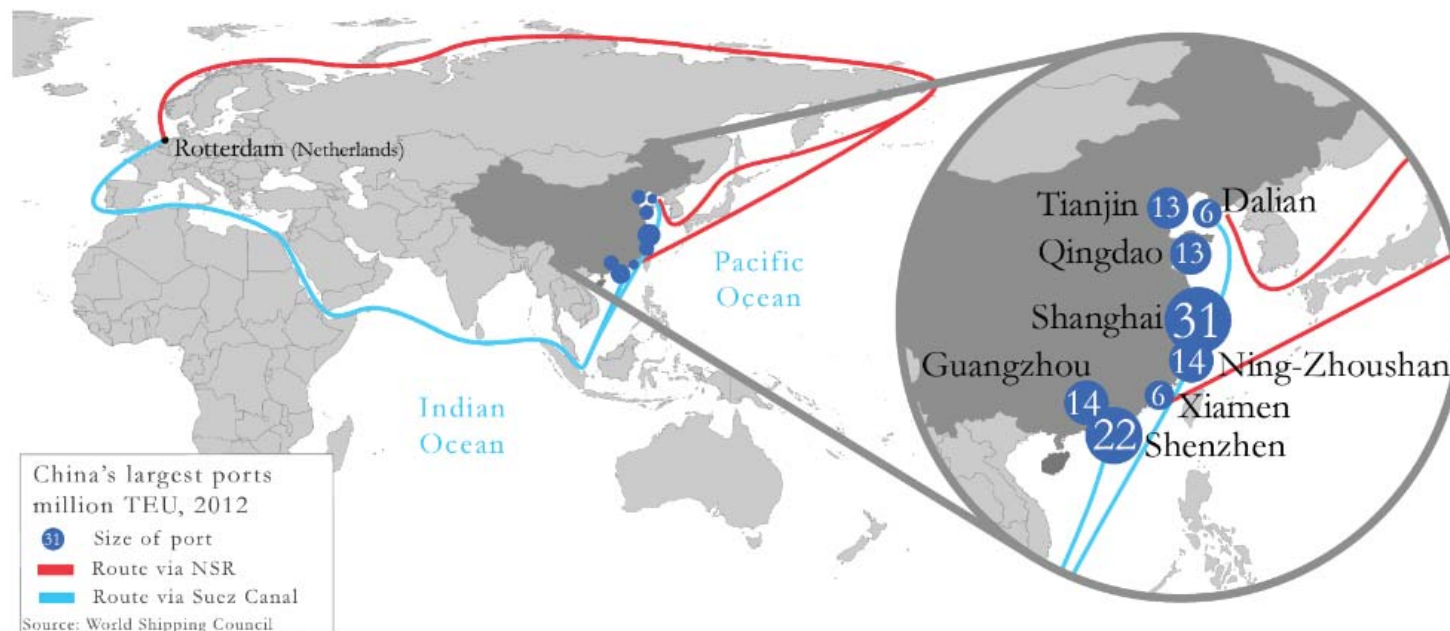 Rotterdam (Netherlands)
Pacific
Ocean
Indian
Ocean
Tianjin 13 6 Dalian
Qingdao 13
Shanghai 31
14 Ning-Zhoushan
Guangzhou
14 6 Xiamen
22 Shenzhen
China's largest ports
million TEU, 2012
31 Size of port
Route via NSR
Route via Suez Canal
Source: World Shipping Council